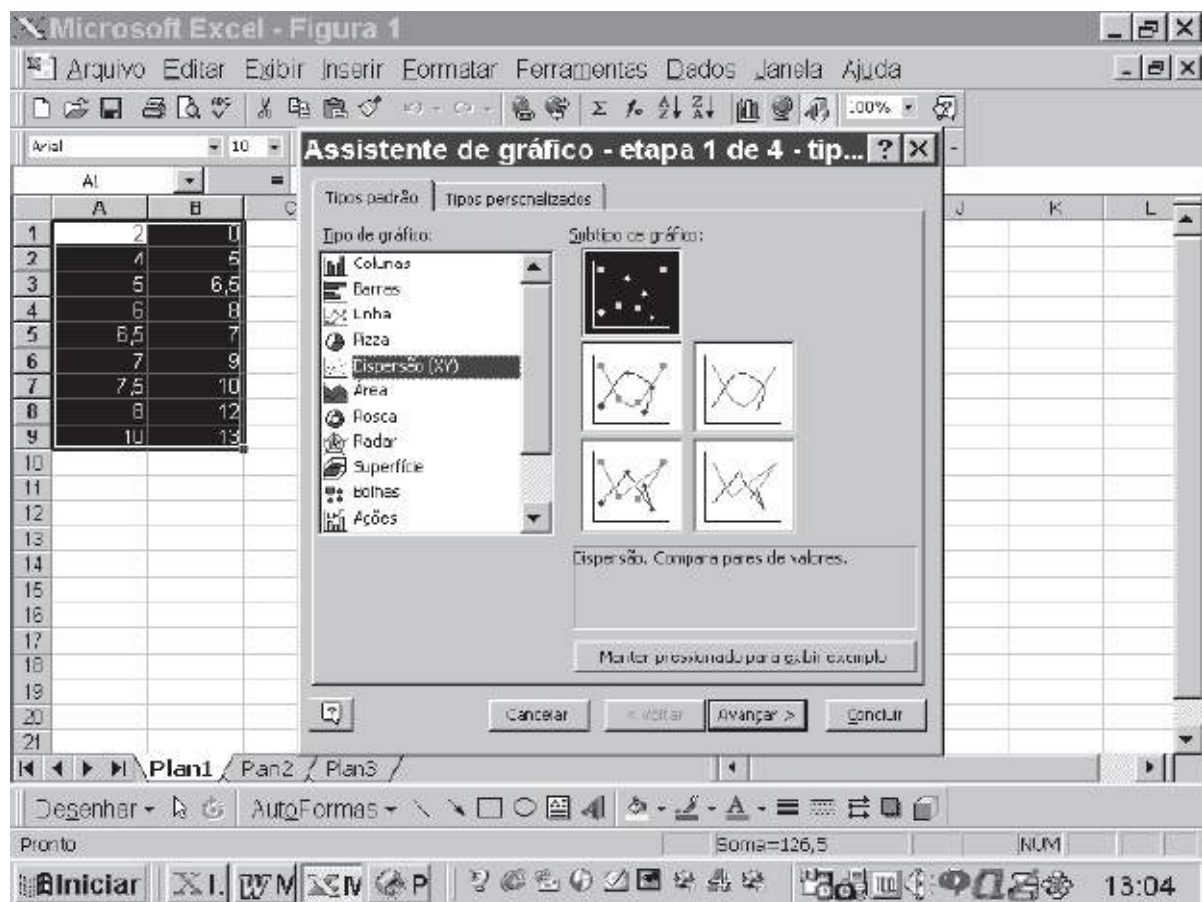 Microsoft Excel - Figura 1
Arquivo Editar Exibir Inserir Formatar Ferramentas Dados Janela Ajuda
100%
Arial 10
Assistente de gráfico - etapa 1 de 4 - tip...
A1 =
Tipos padrão Tipos personalizados
A B C J K L
Tipo de gráfico: Subtipo de gráfico:
1 2 0
2 4 5
3 5 6,5
4 6 8
5 6,5 7
6 7 9
7 7,5 10
8 8 12
9 10 13
10
11
12
13
14
15
16
17
18
19
20
21
Colunas
Barras
Linha
Pizza
Dispersão (XY)
Área
Rosca
Radar
Superfície
Bolhas
Ações
Dispersão. Compara pares de valores.
Manter pressionado para exibir exemplo
Cancelar < Voltar Avançar > Concluir
Plan1 Pan2 Plan3
Desenhar AutoFormas
Pronto Soma=126,5 NUM
Iniciar I. M P 13:04